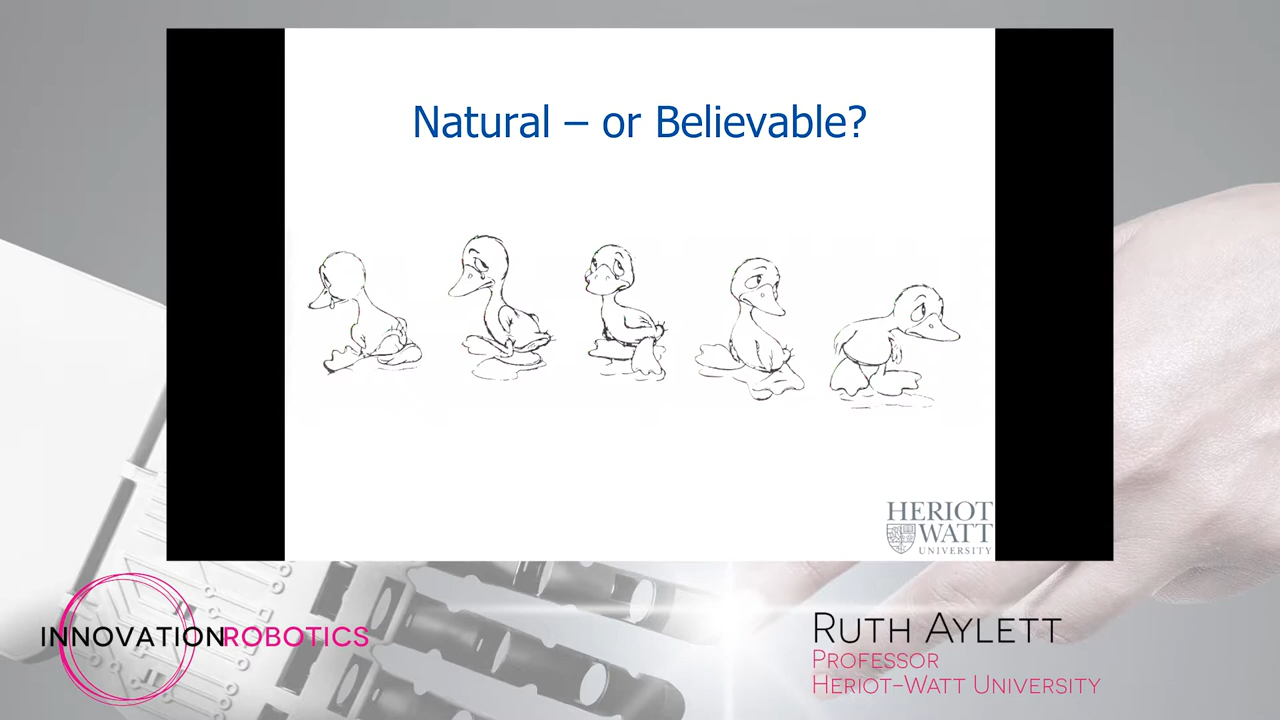 Natural – or Believable?
HERIOT
WATT
UNIVERSITY
INNOVATIONROBOTICS
RUTH AYLETT
PROFESSOR
HERIOT-WATT UNIVERSITY